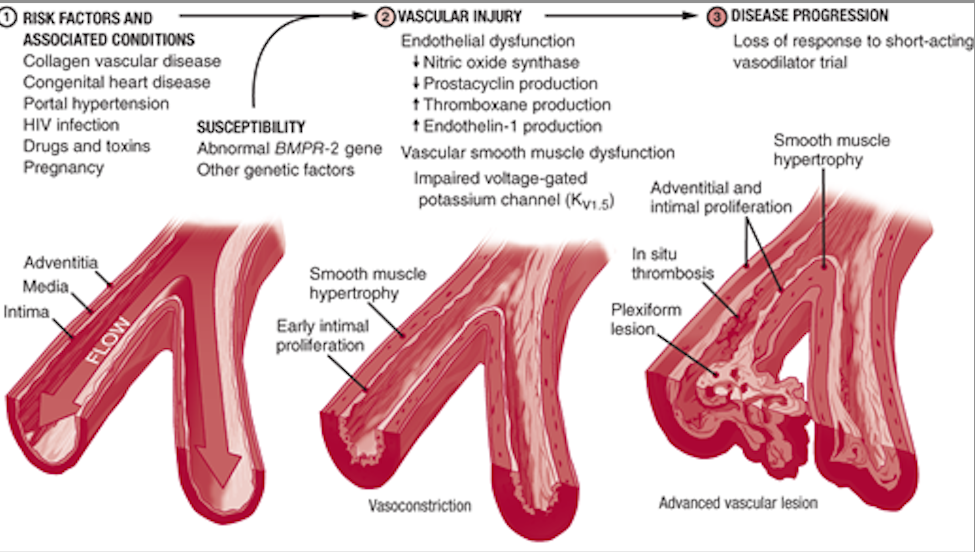 1 RISK FACTORS AND
ASSOCIATED CONDITIONS
Collagen vascular disease
Congenital heart disease
Portal hypertension
HIV infection
Drugs and toxins
Pregnancy
SUSCEPTIBILITY
Abnormal BMPR-2 gene
Other genetic factors
2 VASCULAR INJURY
Endothelial dysfunction
↓ Nitric oxide synthase
↓ Prostacyclin production
↑ Thromboxane production
↑ Endothelin-1 production
Vascular smooth muscle dysfunction
Impaired voltage-gated
potassium channel (KV1.5)
3 DISEASE PROGRESSION
Loss of response to short-acting
vasodilator trial
Adventitia
Media
Intima
FLOW
Smooth muscle
hypertrophy
Early intimal
proliferation
Vasoconstriction
Smooth muscle
hypertrophy
Adventitial and
intimal proliferation
In situ
thrombosis
Plexiform
lesion
Advanced vascular lesion